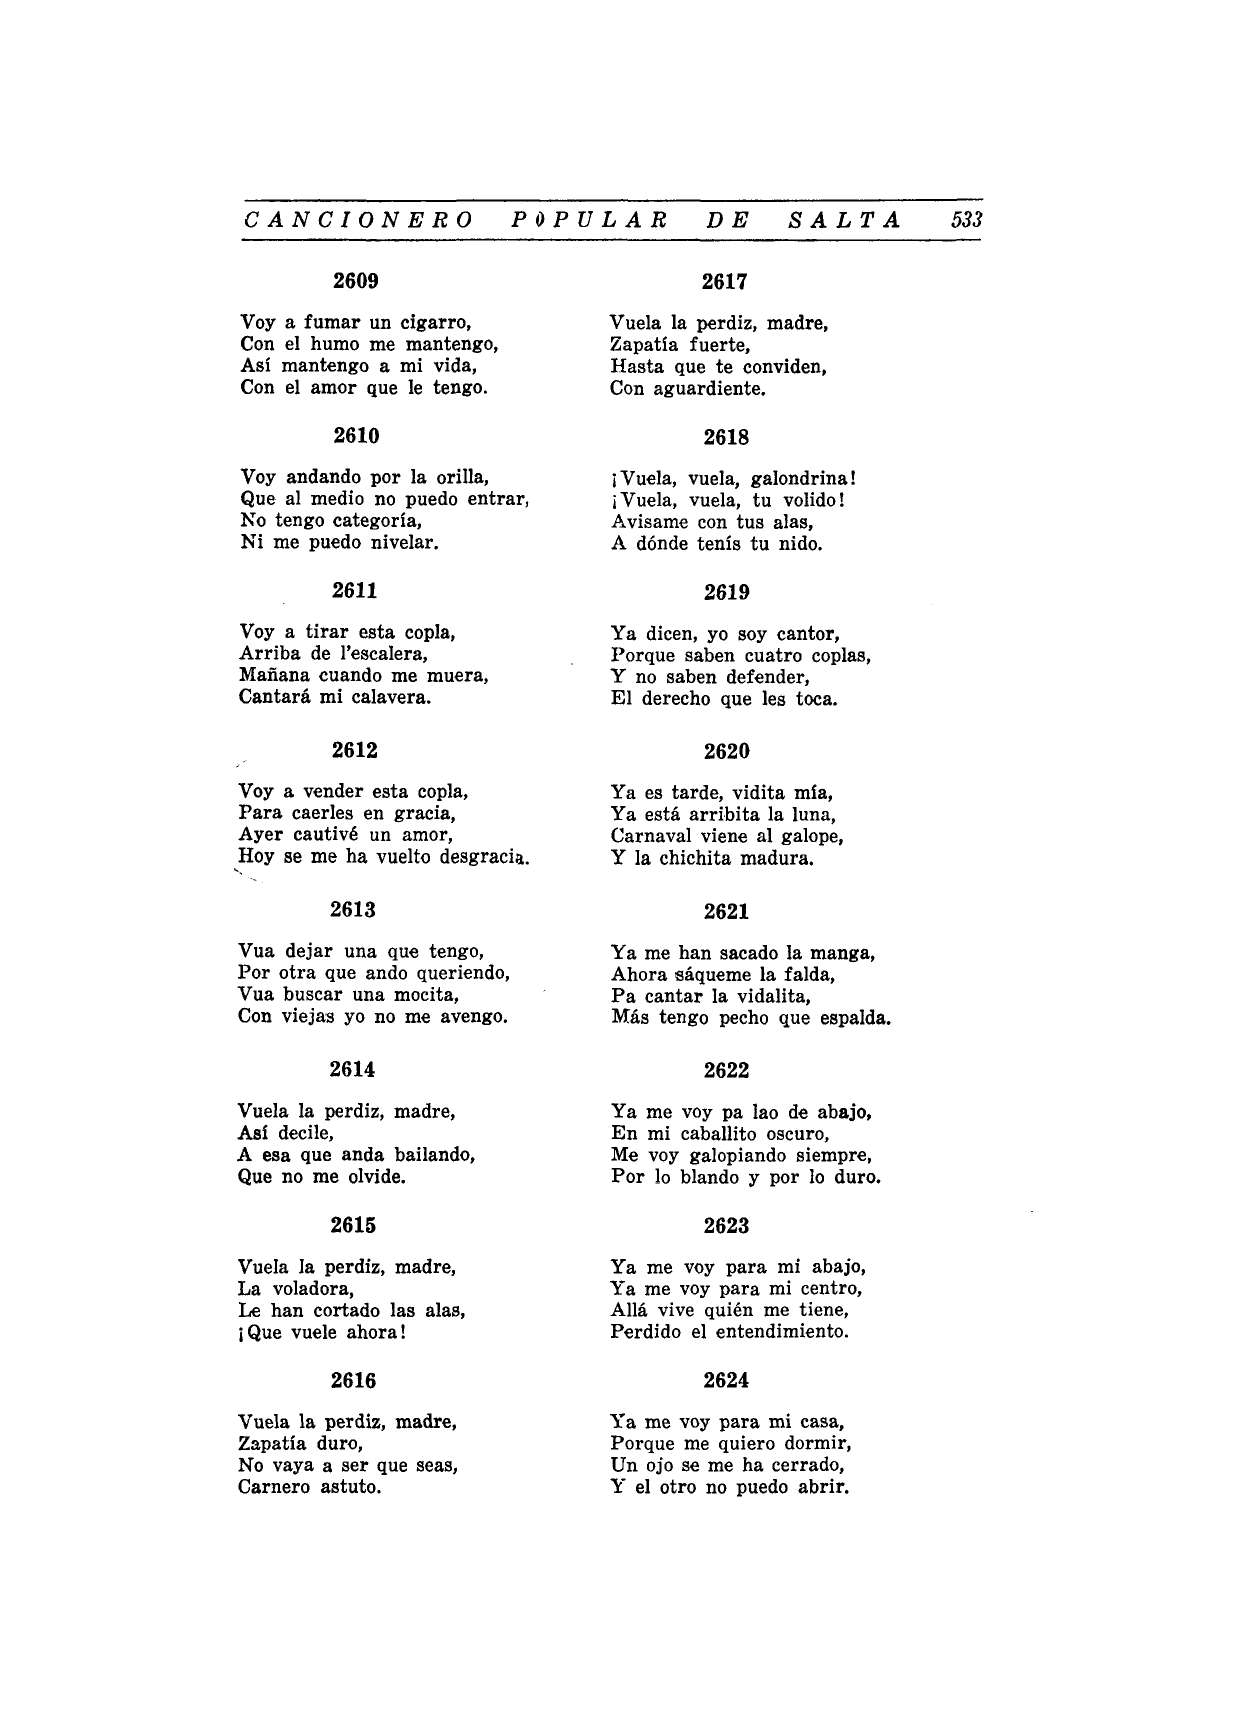 CANCIONERO POPULAR DE SALTA 533
2609
Voy a fumar un cigarro,
Con el humo me mantengo,
Así mantengo a mi vida,
Con el amor que le tengo.
2610
Voy andando por la orilla,
Que al medio no puedo entrar,
No tengo categoría,
Ni me puedo nivelar.
2611
Voy a tirar esta copla,
Arriba de l'escalera,
Mañana cuando me muera,
Cantará mi calavera.
2612
Voy a vender esta copla,
Para caerles en gracia,
Ayer cautivé un amor,
Hoy se me ha vuelto desgracia.
2613
Vua dejar una que tengo,
Por otra que ando queriendo,
Vua buscar una mocita,
Con viejas yo no me avengo.
2614
Vuela la perdiz, madre,
Así decile,
A esa que anda bailando,
Que no me olvide.
2615
Vuela la perdiz, madre,
La voladora,
Le han cortado las alas,
¡Que vuele ahora!
2616
Vuela la perdiz, madre,
Zapatía duro,
No vaya a ser que seas,
Carnero astuto.
2617
Vuela la perdiz, madre,
Zapatía fuerte,
Hasta que te conviden,
Con aguardiente.
2618
¡Vuela, vuela, galondrina!
¡Vuela, vuela, tu volido!
Avisame con tus alas,
A dónde tenís tu nido.
2619
Ya dicen, yo soy cantor,
Porque saben cuatro coplas,
Y no saben defender,
El derecho que les toca.
2620
Ya es tarde, vidita mía,
Ya está arribita la luna,
Carnaval viene al galope,
Y la chichita madura.
2621
Ya me han sacado la manga,
Ahora sáqueme la falda,
Pa cantar la vidalita,
Más tengo pecho que espalda.
2622
Ya me voy pa lao de abajo,
En mi caballito oscuro,
Me voy galopiando siempre,
Por lo blando y por lo duro.
2623
Ya me voy para mi abajo,
Ya me voy para mi centro,
Allá vive quién me tiene,
Perdido el entendimiento.
2624
Ya me voy para mi casa,
Porque me quiero dormir,
Un ojo se me ha cerrado,
Y el otro no puedo abrir.